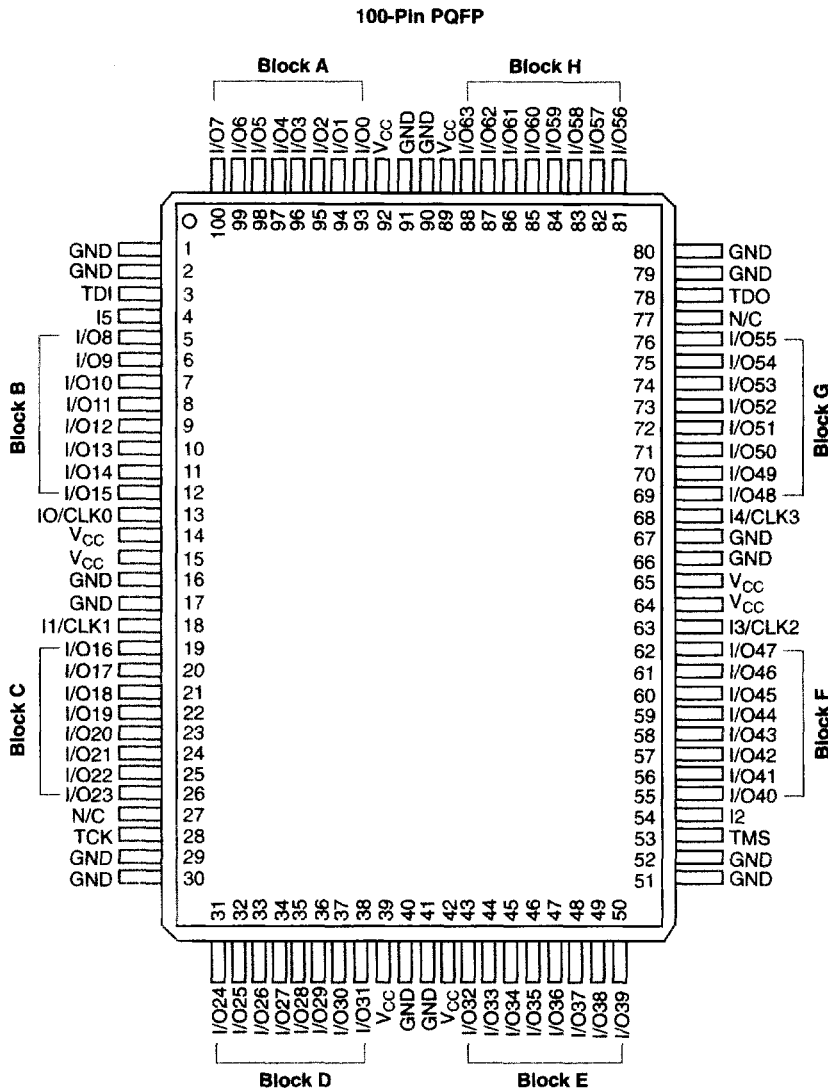 100-Pin PQFP
Block A
Block H
I/O7
I/O6
I/O5
I/O4
I/O3
I/O2
I/O1
I/O0
VCC
GND
GND
VCC
I/O63
I/O62
I/O61
I/O60
I/O59
I/O58
I/O57
I/O56
100
99
98
97
96
95
94
93
92
91
90
89
88
87
86
85
84
83
82
81
GND 1
GND 2
TDI 3
I5 4
Block B
I/O8 5
I/O9 6
I/O10 7
I/O11 8
I/O12 9
I/O13 10
I/O14 11
I/O15 12
IO/CLK0 13
VCC 14
VCC 15
GND 16
GND 17
I1/CLK1 18
Block C
I/O16 19
I/O17 20
I/O18 21
I/O19 22
I/O20 23
I/O21 24
I/O22 25
I/O23 26
N/C 27
TCK 28
GND 29
GND 30
80 GND
79 GND
78 TDO
77 N/C
76 I/O55
75 I/O54
74 I/O53
73 I/O52
72 I/O51
71 I/O50
70 I/O49
69 I/O48
Block G
68 I4/CLK3
67 GND
66 GND
65 VCC
64 VCC
63 I3/CLK2
62 I/O47
61 I/O46
60 I/O45
59 I/O44
58 I/O43
57 I/O42
56 I/O41
55 I/O40
Block F
54 I2
53 TMS
52 GND
51 GND
31
32
33
34
35
36
37
38
39
40
41
42
43
44
45
46
47
48
49
50
I/O24
I/O25
I/O26
I/O27
I/O28
I/O29
I/O30
I/O31
VCC
GND
GND
VCC
I/O32
I/O33
I/O34
I/O35
I/O36
I/O37
I/O38
I/O39
Block D
Block E